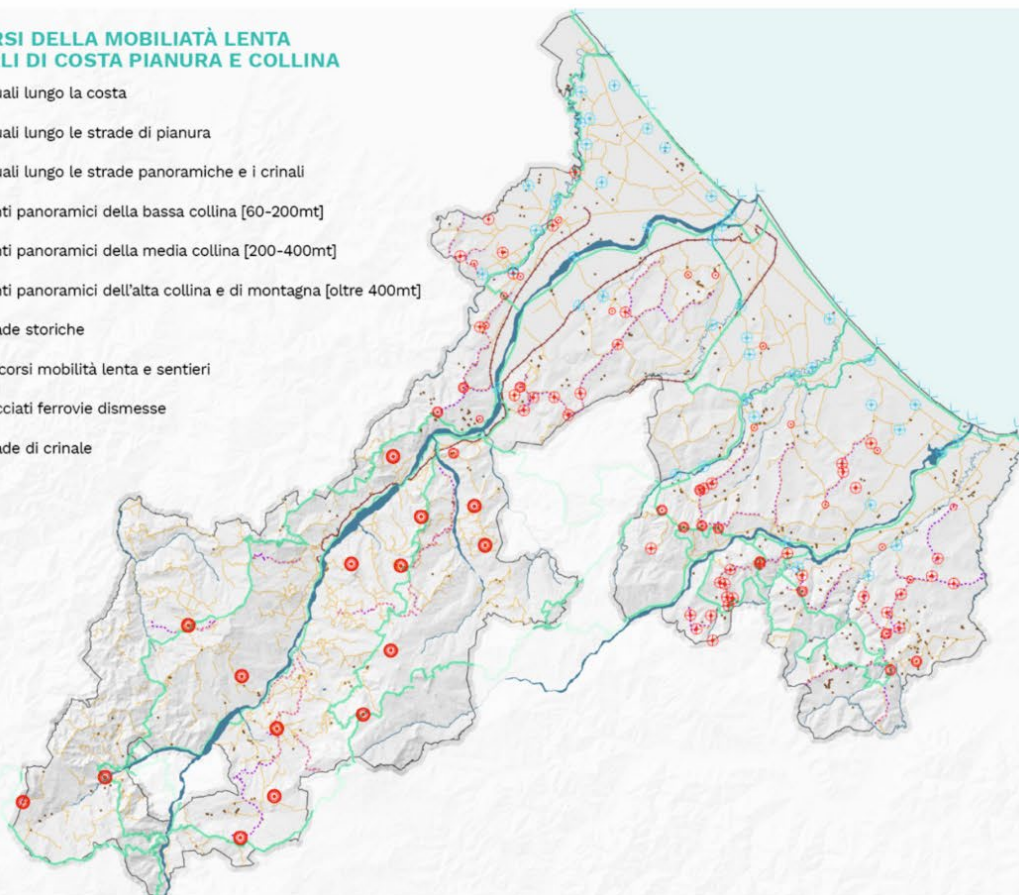 RSI DELLA MOBILIATÀ LENTA
LI DI COSTA PIANURA E COLLINA
uali lungo la costa
uali lungo le strade di pianura
uali lungo le strade panoramiche e i crinali
nti panoramici della bassa collina [60-200mt]
nti panoramici della media collina [200-400mt]
nti panoramici dell'alta collina e di montagna [oltre 400mt]
ade storiche
corsi mobilità lenta e sentieri
cciati ferrovie dismesse
ade di crinale